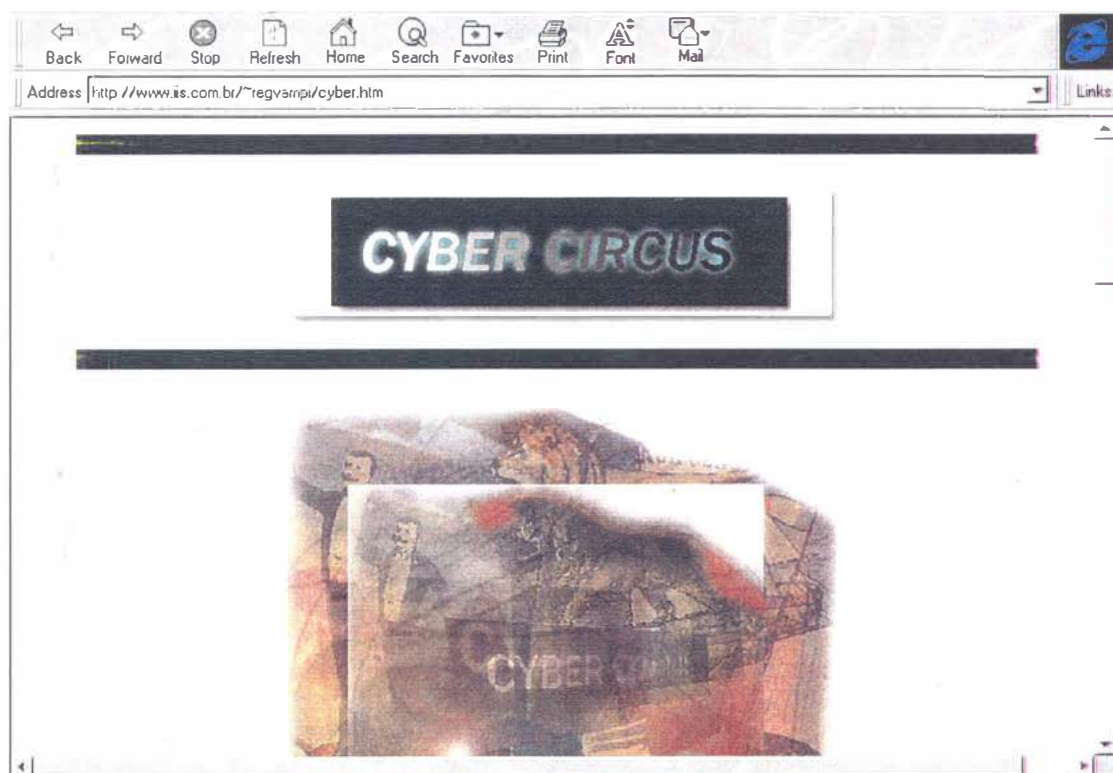 Back Forward Stop Refresh Home Search Favorites Print Font Mail
Address http //www.iis.com.br/~regvampi/cyber.htm Links
CYBER CIRCUS
CYBER